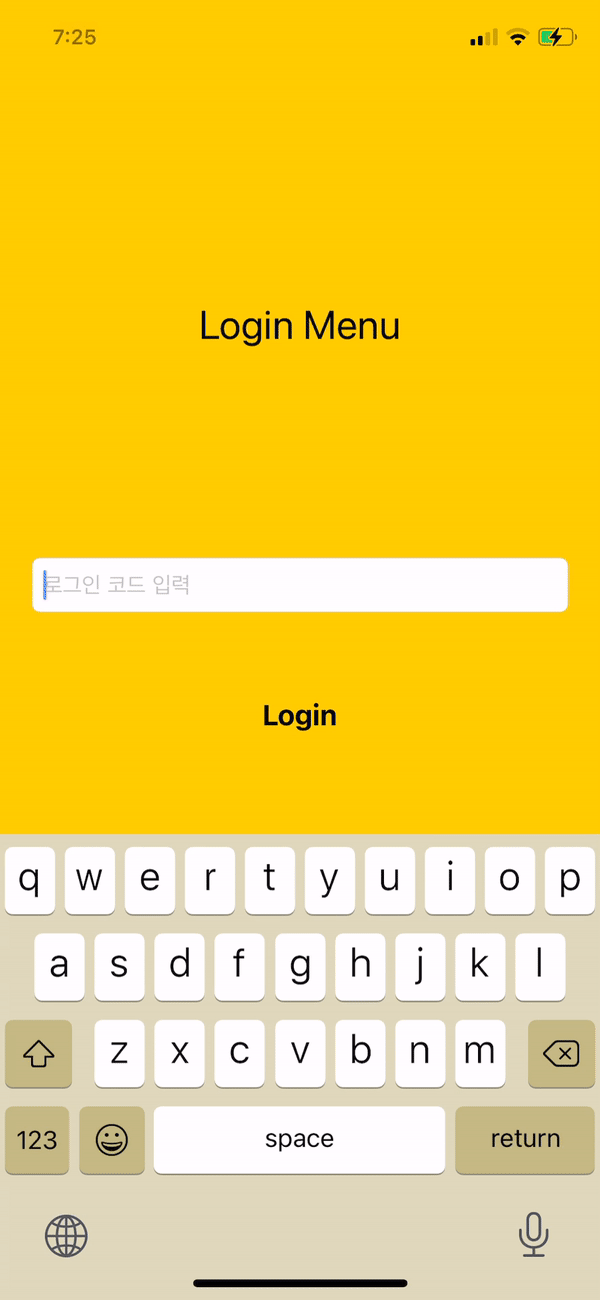 7:25
Login Menu
로그인 코드 입력
Login
q w e r t y u i o p
a s d f g h j k l
z x c v b n m
123 space return